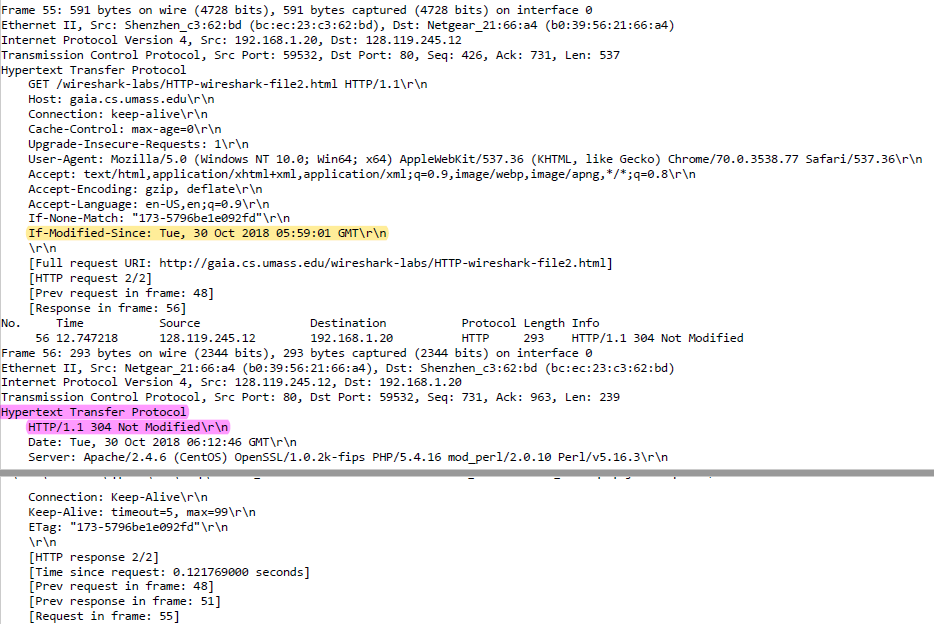 Frame 55: 591 bytes on wire (4728 bits), 591 bytes captured (4728 bits) on interface 0
Ethernet II, Src: Shenzhen_c3:62:bd (bc:ec:23:c3:62:bd), Dst: Netgear_21:66:a4 (b0:39:56:21:66:a4)
Internet Protocol Version 4, Src: 192.168.1.20, Dst: 128.119.245.12
Transmission Control Protocol, Src Port: 59532, Dst Port: 80, Seq: 426, Ack: 731, Len: 537
Hypertext Transfer Protocol
GET /wireshark-labs/HTTP-wireshark-file2.html HTTP/1.1\r\n
Host: gaia.cs.umass.edu\r\n
Connection: keep-alive\r\n
Cache-Control: max-age=0\r\n
Upgrade-Insecure-Requests: 1\r\n
User-Agent: Mozilla/5.0 (Windows NT 10.0; Win64; x64) AppleWebKit/537.36 (KHTML, like Gecko) Chrome/70.0.3538.77 Safari/537.36\r\n
Accept: text/html,application/xhtml+xml,application/xml;q=0.9,image/webp,image/apng,*/*;q=0.8\r\n
Accept-Encoding: gzip, deflate\r\n
Accept-Language: en-US,en;q=0.9\r\n
If-None-Match: "173-5796be1e092fd"\r\n
If-Modified-Since: Tue, 30 Oct 2018 05:59:01 GMT\r\n
\r\n
[Full request URI: http://gaia.cs.umass.edu/wireshark-labs/HTTP-wireshark-file2.html]
[HTTP request 2/2]
[Prev request in frame: 48]
[Response in frame: 56]
No. Time Source Destination Protocol Length Info
56 12.747218 128.119.245.12 192.168.1.20 HTTP 293 HTTP/1.1 304 Not Modified
Frame 56: 293 bytes on wire (2344 bits), 293 bytes captured (2344 bits) on interface 0
Ethernet II, Src: Netgear_21:66:a4 (b0:39:56:21:66:a4), Dst: Shenzhen_c3:62:bd (bc:ec:23:c3:62:bd)
Internet Protocol Version 4, Src: 128.119.245.12, Dst: 192.168.1.20
Transmission Control Protocol, Src Port: 80, Dst Port: 59532, Seq: 731, Ack: 963, Len: 239
Hypertext Transfer Protocol
HTTP/1.1 304 Not Modified\r\n
Date: Tue, 30 Oct 2018 06:12:46 GMT\r\n
Server: Apache/2.4.6 (CentOS) OpenSSL/1.0.2k-fips PHP/5.4.16 mod_perl/2.0.10 Perl/v5.16.3\r\n
Connection: Keep-Alive\r\n
Keep-Alive: timeout=5, max=99\r\n
ETag: "173-5796be1e092fd"\r\n
\r\n
[HTTP response 2/2]
[Time since request: 0.121769000 seconds]
[Prev request in frame: 48]
[Prev response in frame: 51]
[Request in frame: 55]